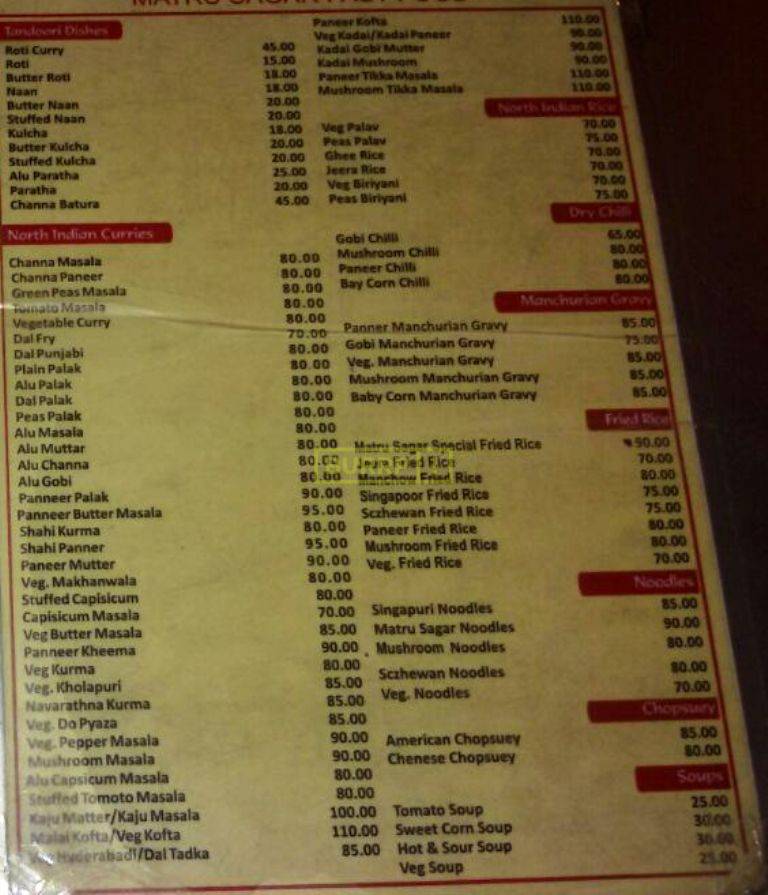 Tandoori Dishes
Roti Curry 45.00
Roti 15.00
Butter Roti 18.00
Naan 18.00
Butter Naan 20.00
Stuffed Naan 20.00
Kulcha 18.00
Butter Kulcha 20.00
Stuffed Kulcha 20.00
Alu Paratha 25.00
Paratha 20.00
Channa Batura 45.00
North Indian Curries
Channa Masala 80.00
Channa Paneer 80.00
Green Peas Masala 80.00
Tomato Masala 80.00
Vegetable Curry 80.00
Dal Fry 70.00
Dal Punjabi 80.00
Plain Palak 80.00
Alu Palak 80.00
Dal Palak 80.00
Peas Palak 80.00
Alu Masala 80.00
Alu Muttar 80.00
Alu Channa 80.00
Alu Gobi 80.00
Panneer Palak 90.00
Panneer Butter Masala 95.00
Shahi Kurma 80.00
Shahi Panner 95.00
Paneer Mutter 90.00
Veg. Makhanwala 80.00
Stuffed Capisicum 80.00
Capisicum Masala 70.00
Veg Butter Masala 85.00
Panneer Kheema 90.00
Veg Kurma 80.00
Veg. Kholapuri 85.00
Navarathna Kurma 85.00
Veg. Do Pyaza 85.00
Veg. Pepper Masala 90.00
Mushroom Masala 90.00
Alu Capsicum Masala 80.00
Stuffed Tomoto Masala 80.00
Kaju Matter/Kaju Masala 100.00
Malai Kofta/Veg Kofta 110.00
Veg Hyderabadi/Dal Tadka 85.00
Paneer Kofta 110.00
Veg Kadai/Kadai Paneer 90.00
Kadai Gobi Mutter 90.00
Kadai Mushroom 90.00
Paneer Tikka Masala 110.00
Mushroom Tikka Masala 110.00
North Indian Rice
Veg Palav 70.00
Peas Palav 75.00
Ghee Rice 70.00
Jeera Rice 70.00
Veg Biriyani 70.00
Peas Biriyani 75.00
Dry Chilli
Gobi Chilli 65.00
Mushroom Chilli 80.00
Paneer Chilli 80.00
Bay Corn Chilli 80.00
Manchurian Gravy
Panner Manchurian Gravy 85.00
Gobi Manchurian Gravy 75.00
Veg. Manchurian Gravy 85.00
Mushroom Manchurian Gravy 85.00
Baby Corn Manchurian Gravy 85.00
Fried Rice
Matru Sagar Special Fried Rice 90.00
Fried Rice 70.00
Manchow Fried Rice 80.00
Singapoor Fried Rice 75.00
Sczhewan Fried Rice 75.00
Paneer Fried Rice 80.00
Mushroom Fried Rice 80.00
Veg. Fried Rice 70.00
Noodles
Singapuri Noodles 85.00
Matru Sagar Noodles 90.00
Mushroom Noodles 80.00
Sczhewan Noodles 80.00
Veg. Noodles 70.00
Chopsuey
American Chopsuey 85.00
Chenese Chopsuey 80.00
Soups
Tomato Soup 25.00
Sweet Corn Soup 30.00
Hot & Sour Soup 30.00
Veg Soup 25.00